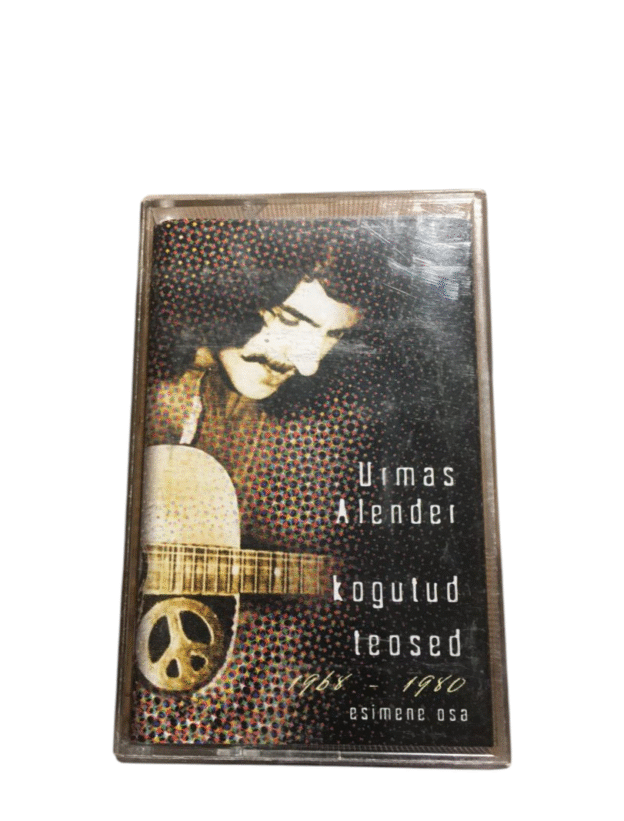 Urmas
Alender
kogutud
teosed
1968 - 1980
esimene osa